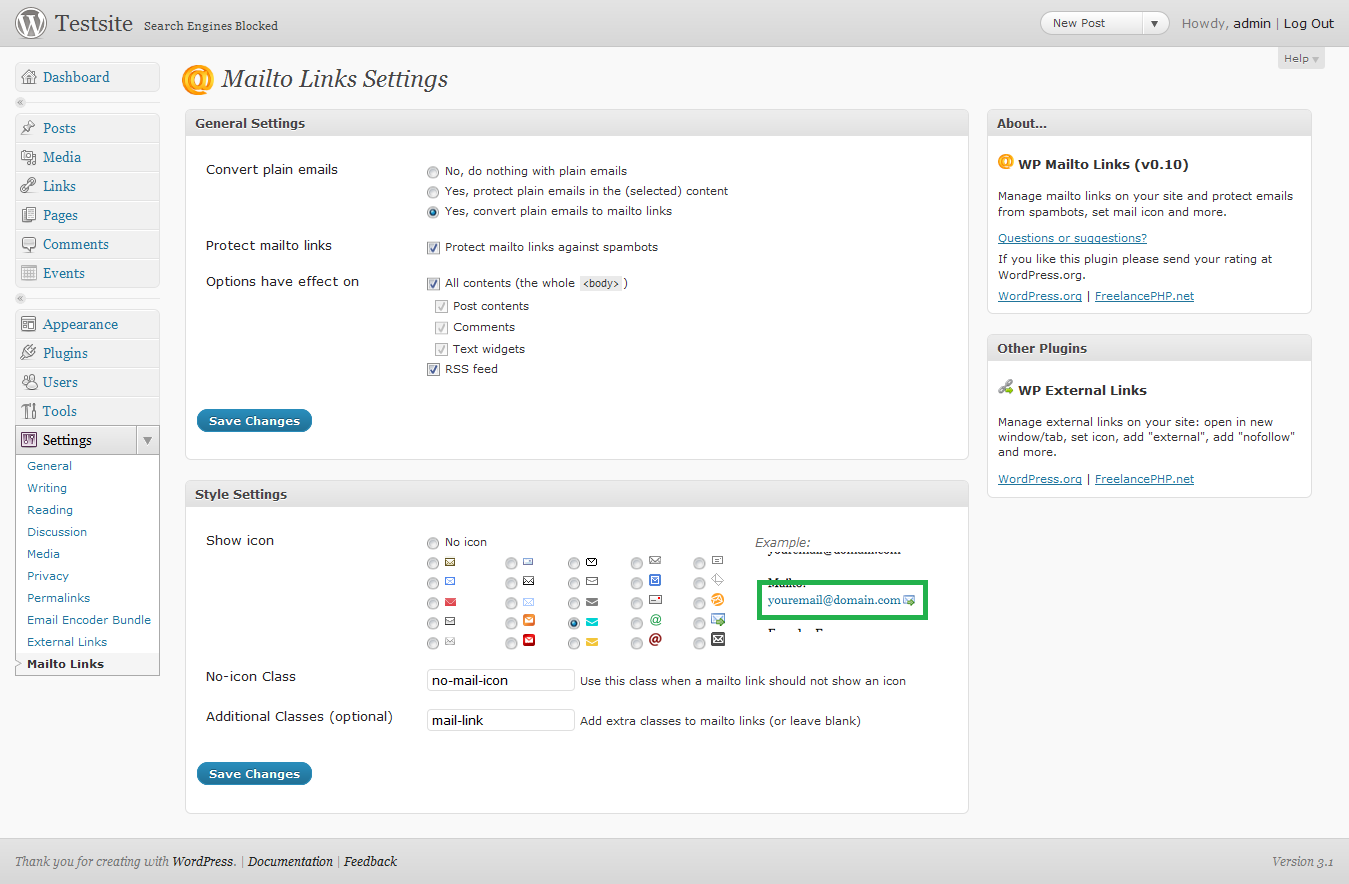 Testsite Search Engines Blocked
New Post
Howdy, admin | Log Out
Help
Dashboard
Posts
Media
Links
Pages
Comments
Events
Appearance
Plugins
Users
Tools
Settings
General
Writing
Reading
Discussion
Media
Privacy
Permalinks
Email Encoder Bundle
External Links
Mailto Links
Mailto Links Settings
General Settings
Convert plain emails
No, do nothing with plain emails
Yes, protect plain emails in the (selected) content
Yes, convert plain emails to mailto links
Protect mailto links
Protect mailto links against spambots
Options have effect on
All contents (the whole <body> )
Post contents
Comments
Text widgets
RSS feed
Save Changes
Style Settings
Show icon
No icon
Example:
youremail@domain.com
Mailto:
youremail@domain.com
No-icon Class
no-mail-icon
Use this class when a mailto link should not show an icon
Additional Classes (optional)
mail-link
Add extra classes to mailto links (or leave blank)
Save Changes
About...
WP Mailto Links (v0.10)
Manage mailto links on your site and protect emails
from spambots, set mail icon and more.
Questions or suggestions?
If you like this plugin please send your rating at
WordPress.org.
WordPress.org | FreelancePHP.net
Other Plugins
WP External Links
Manage external links on your site: open in new
window/tab, set icon, add "external", add "nofollow"
and more.
WordPress.org | FreelancePHP.net
Thank you for creating with WordPress. | Documentation | Feedback
Version 3.1